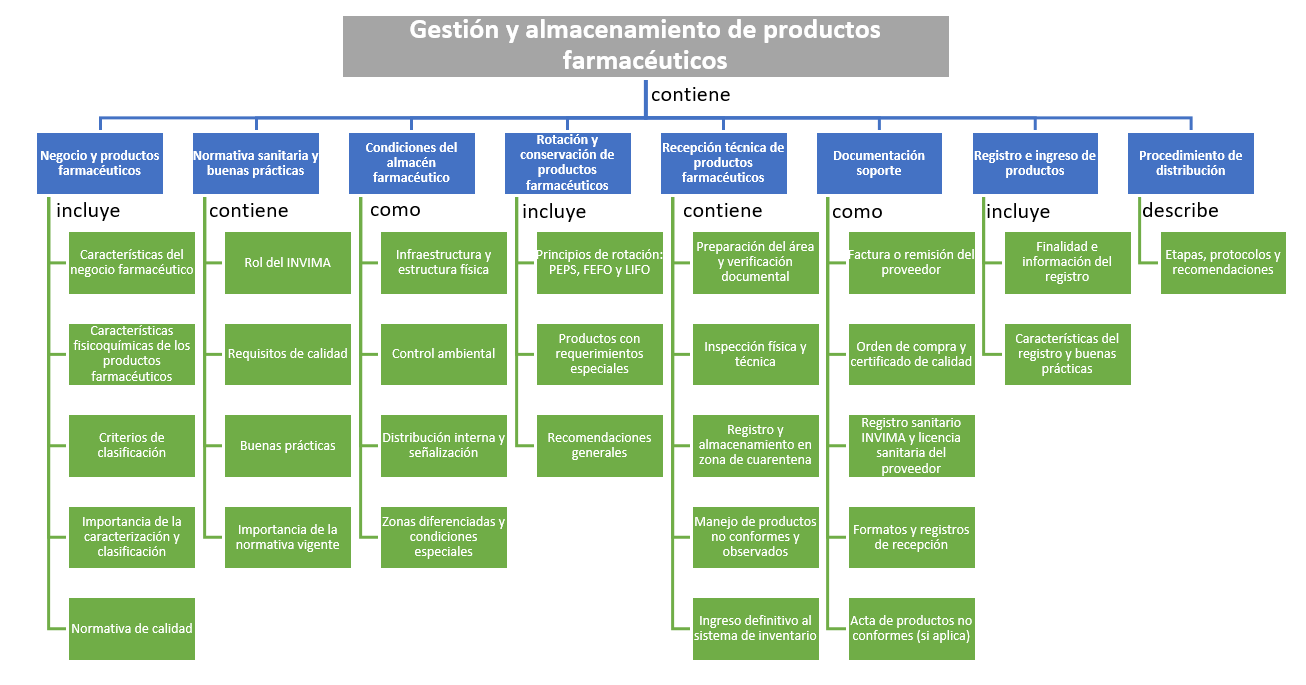 Gestión y almacenamiento de productos
farmacéuticos
contiene
Negocio y productos
farmacéuticos
incluye
Características del
negocio farmacéutico
Características
fisicoquímicas de los
productos
farmacéuticos
Criterios de
clasificación
Importancia de la
caracterización y
clasificación
Normativa de calidad
Normativa sanitaria y
buenas prácticas
contiene
Rol del INVIMA
Requisitos de calidad
Buenas prácticas
Importancia de la
normativa vigente
Condiciones del
almacén
farmacéutico
como
Infraestructura y
estructura física
Control ambiental
Distribución interna y
señalización
Zonas diferenciadas y
condiciones
especiales
Rotación y
conservación de
productos
farmacéuticos
incluye
Principios de rotación:
PEPS, FEFO y LIFO
Productos con
requerimientos
especiales
Recomendaciones
generales
Recepción técnica de
productos
farmacéuticos
contiene
Preparación del área
y verificación
documental
Inspección física y
técnica
Registro y
almacenamiento en
zona de cuarentena
Manejo de productos
no conformes y
observados
Ingreso definitivo al
sistema de inventario
Documentación
soporte
como
Factura o remisión del
proveedor
Orden de compra y
certificado de calidad
Registro sanitario
INVIMA y licencia
sanitaria del
proveedor
Formatos y registros
de recepción
Acta de productos no
conformes (si aplica)
Registro e ingreso de
productos
incluye
Finalidad e
información del
registro
Características del
registro y buenas
prácticas
Procedimiento de
distribución
describe
Etapas, protocolos y
recomendaciones